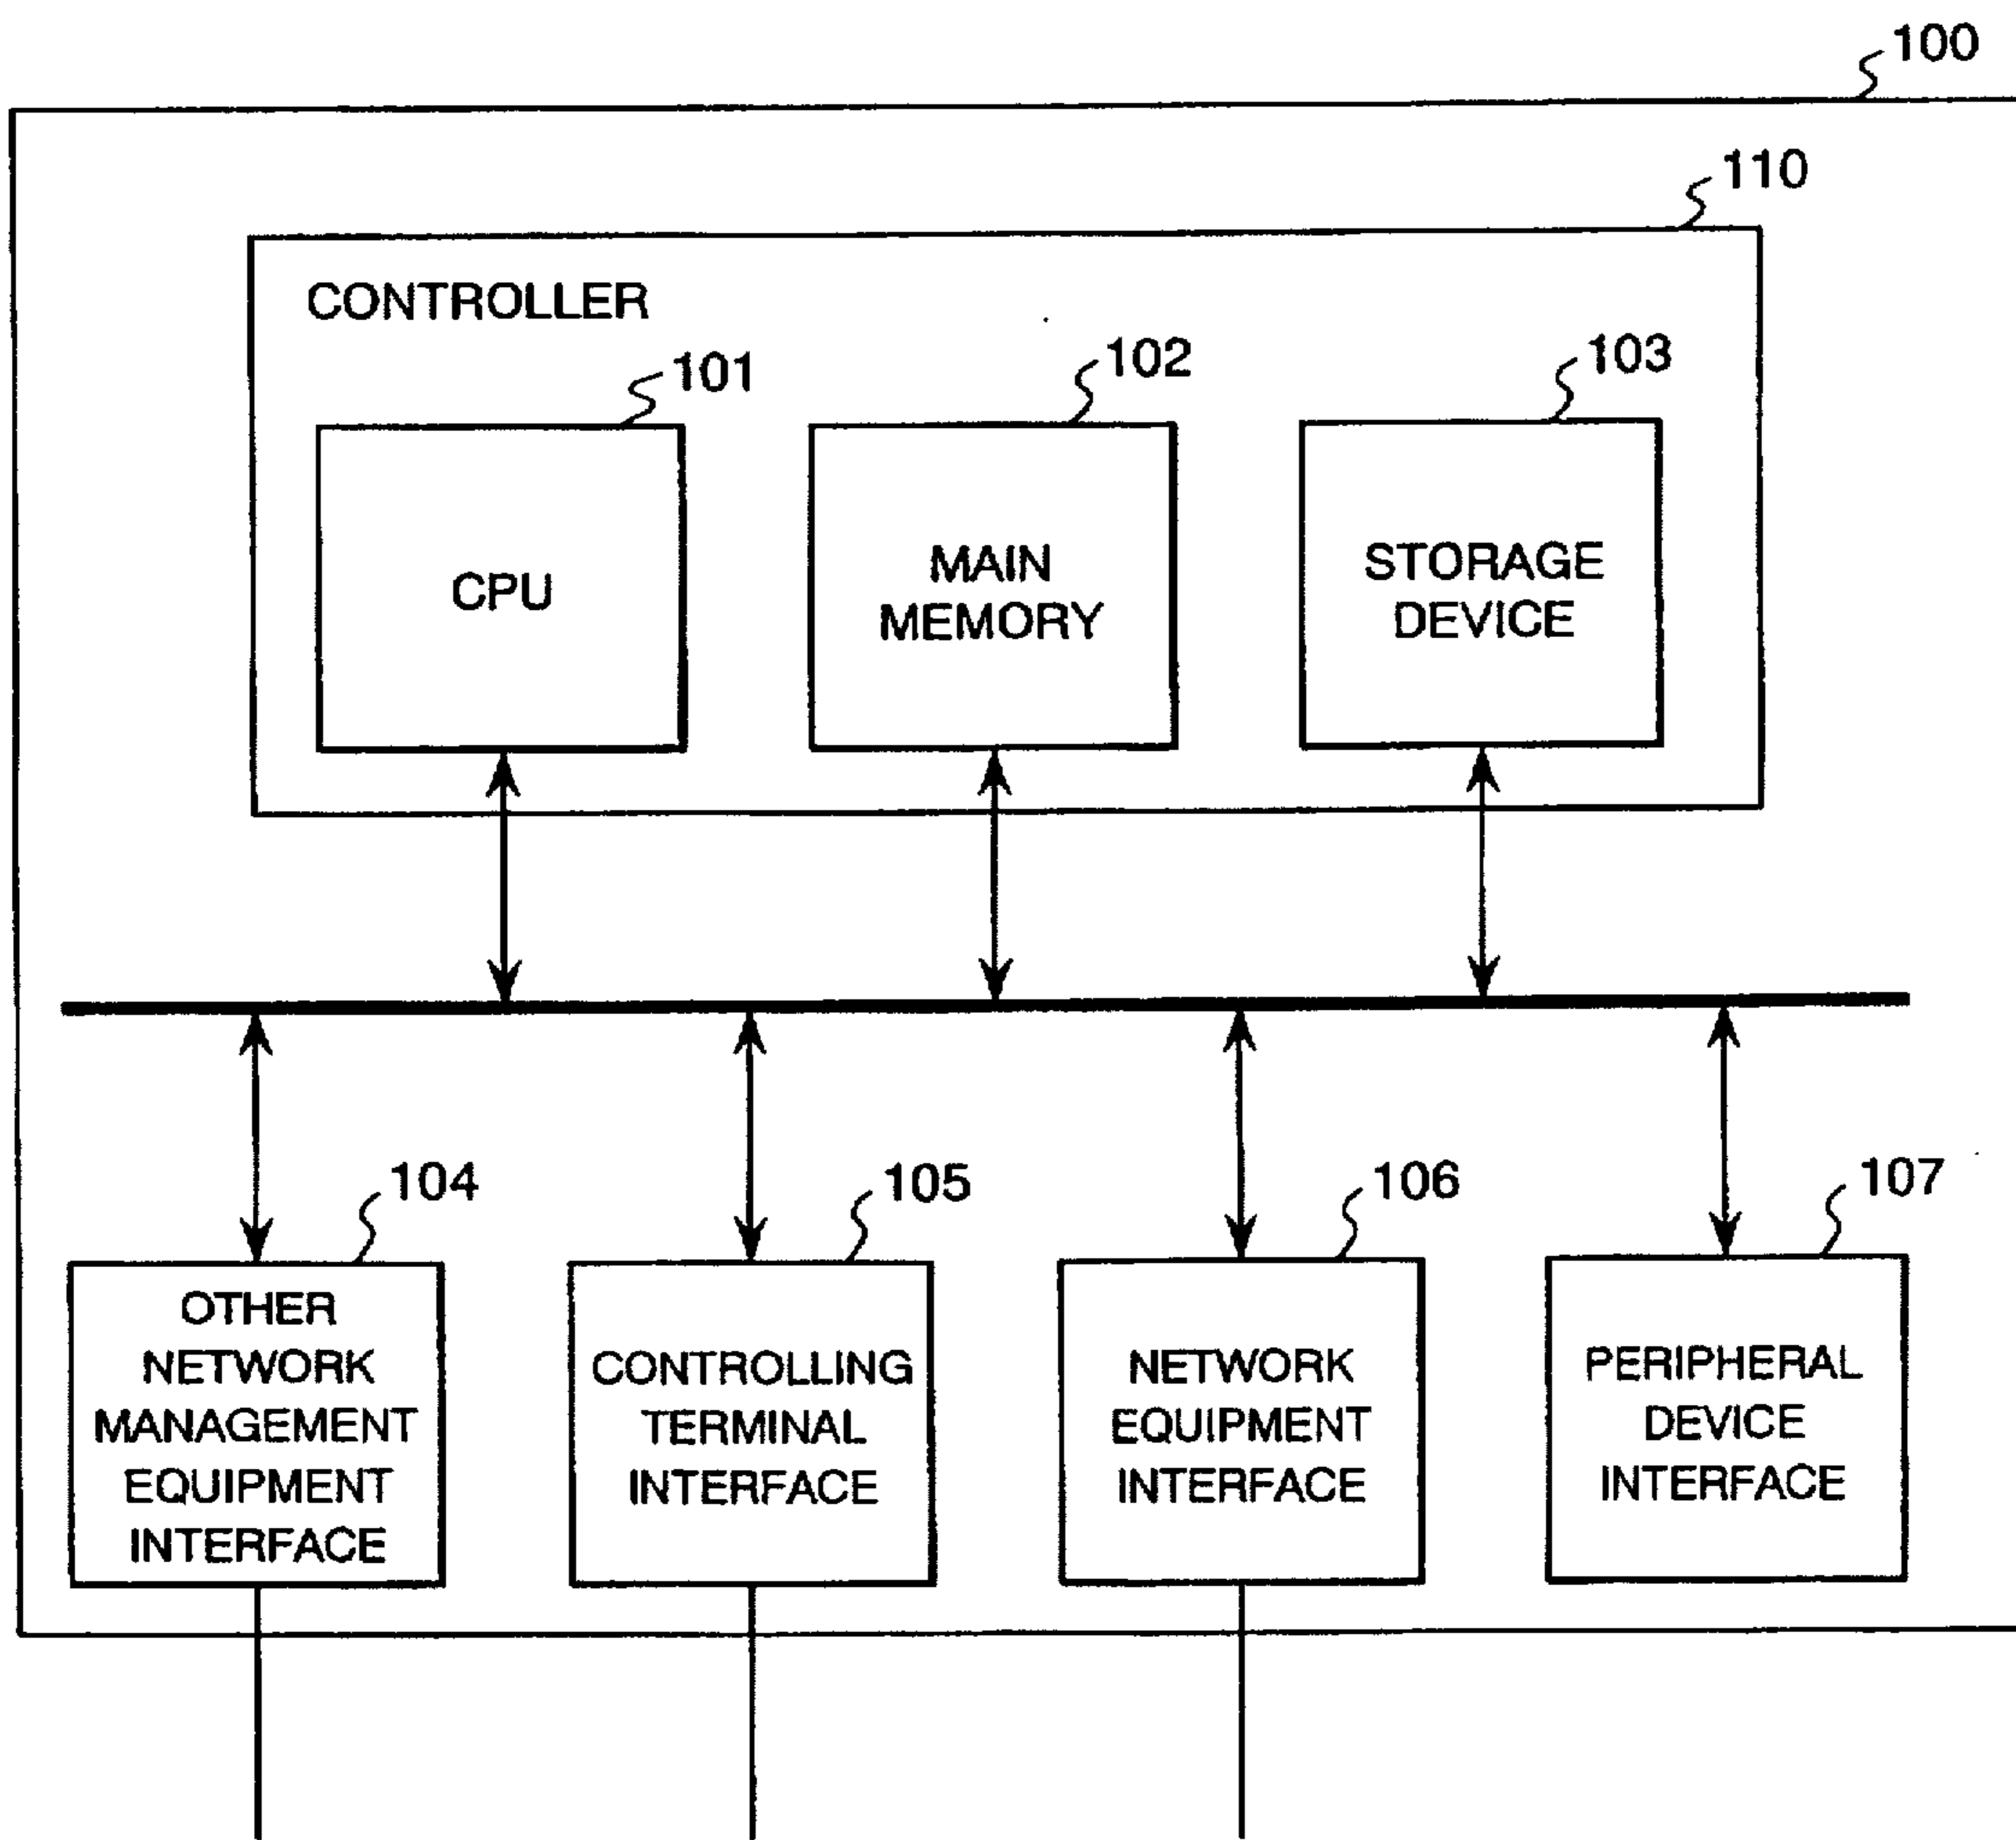 100
110
CONTROLLER
101
102
103
CPU
MAIN
MEMORY
STORAGE
DEVICE
104
105
106
107
OTHER
NETWORK
MANAGEMENT
EQUIPMENT
INTERFACE
CONTROLLING
TERMINAL
INTERFACE
NETWORK
EQUIPMENT
INTERFACE
PERIPHERAL
DEVICE
INTERFACE